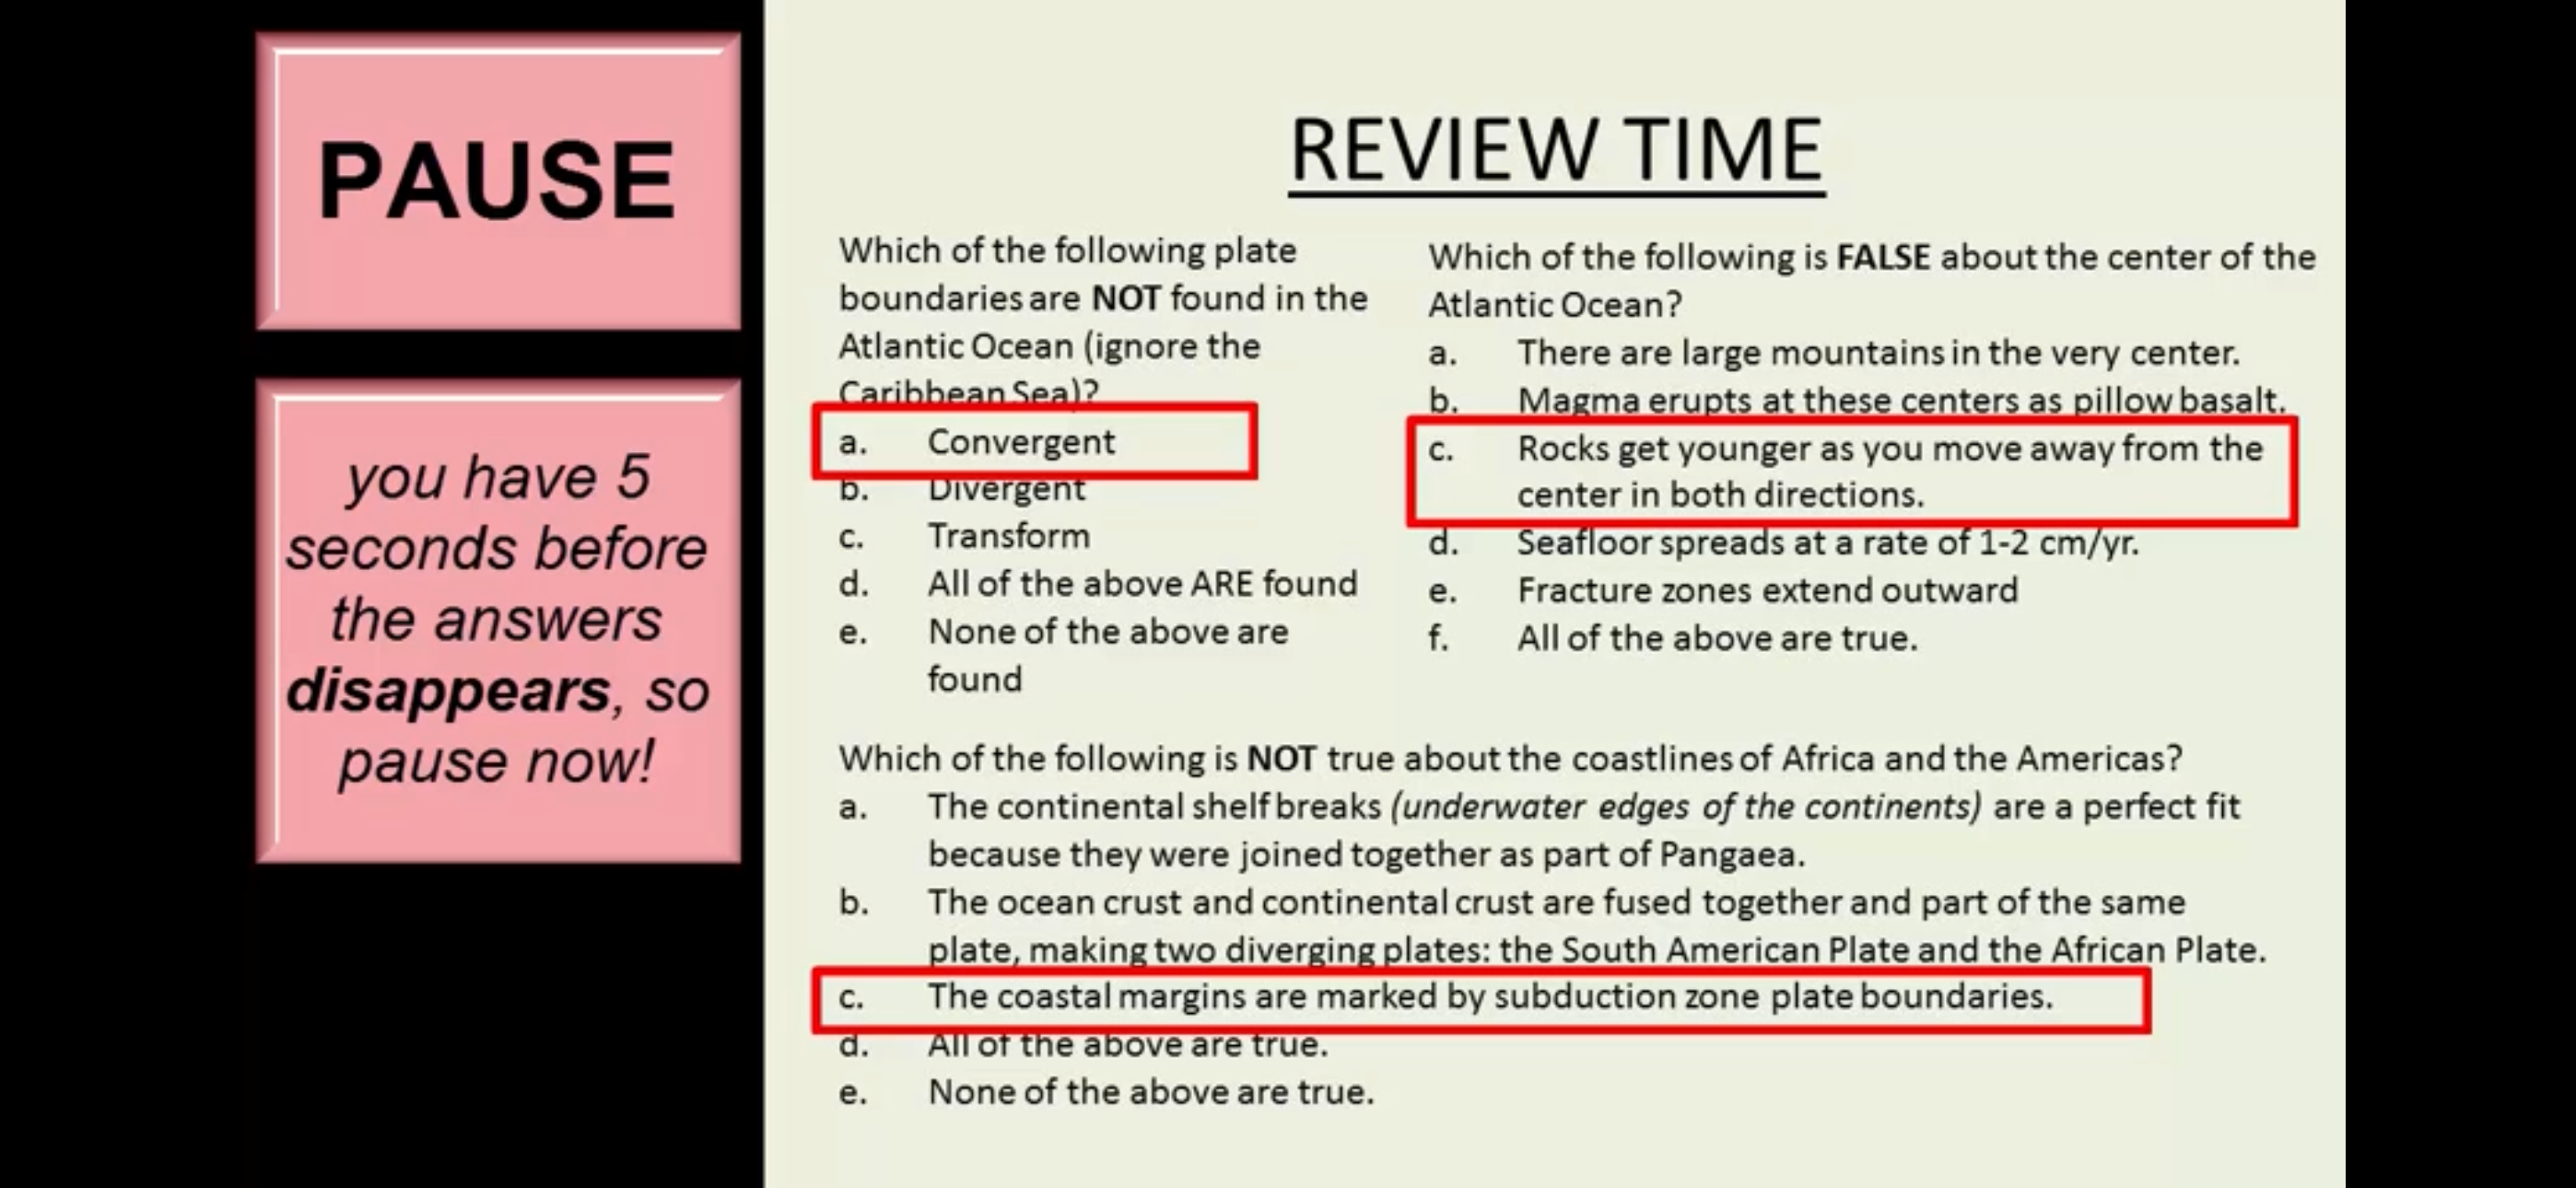 PAUSE
you have 5
seconds before
the answers
disappears, so
pause now!
REVIEW TIME
Which of the following plate
boundaries are NOT found in the
Atlantic Ocean (ignore the
Caribbean Sea)?
a. Convergent
b. Divergent
c. Transform
d. All of the above ARE found
e. None of the above are
found
Which of the following is FALSE about the center of the
Atlantic Ocean?
a. There are large mountains in the very center.
b. Magma erupts at these centers as pillow basalt.
c. Rocks get younger as you move away from the
center in both directions.
d. Seafloor spreads at a rate of 1-2 cm/yr.
e. Fracture zones extend outward
f. All of the above are true.
Which of the following is NOT true about the coastlines of Africa and the Americas?
a. The continental shelf breaks (underwater edges of the continents) are a perfect fit
because they were joined together as part of Pangaea.
b. The ocean crust and continental crust are fused together and part of the same
plate, making two diverging plates: the South American Plate and the African Plate.
c. The coastal margins are marked by subduction zone plate boundaries.
d. All of the above are true.
e. None of the above are true.